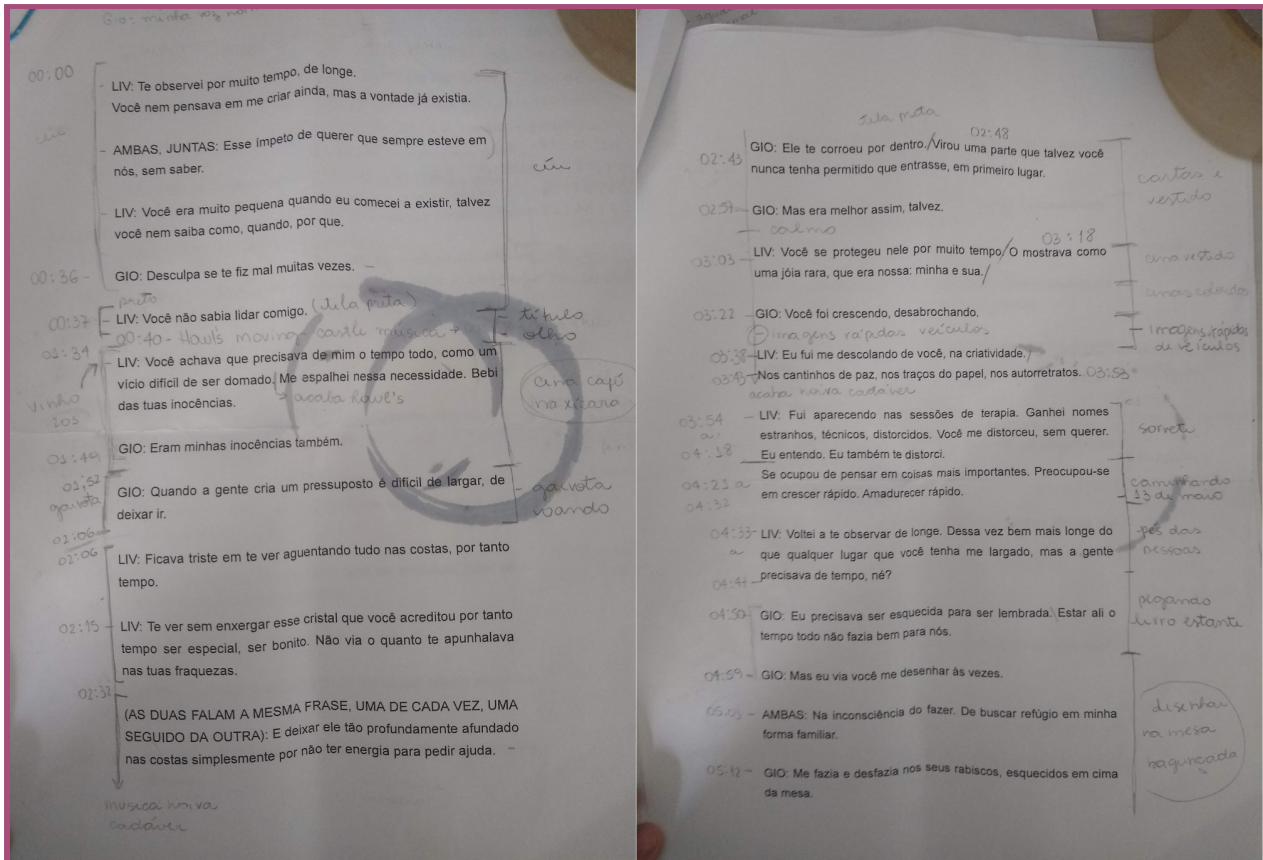 Gio: minha voz
00:00
LIV: Te observei por muito tempo, de longe.
Você nem pensava em me criar ainda, mas a vontade já existia.
AMBAS, JUNTAS: Esse ímpeto de querer que sempre esteve em
nós, sem saber.
céu
LIV: Você era muito pequena quando eu comecei a existir, talvez
você nem saiba como, quando, por que.
00:36 - GIO: Desculpa se te fiz mal muitas vezes.
preto
00:37 LIV: Você não sabia lidar comigo. (tela preta)
título
00:40 - Howl's moving castle música
olho
01:34
LIV: Você achava que precisava de mim o tempo todo, como um
vício difícil de ser domado. Me espalhei nessa necessidade. Bebi
das tuas inocências.
acaba Howl's
vinho
cena café
na xícara
01:49 GIO: Eram minhas inocências também.
01:52
gaivota
GIO: Quando a gente cria um pressuposto é difícil de largar, de
deixar ir.
gaivota
voando
02:06
02:06
LIV: Ficava triste em te ver aguentando tudo nas costas, por tanto
tempo.
02:15 - LIV: Te ver sem enxergar esse cristal que você acreditou por tanto
tempo ser especial, ser bonito. Não via o quanto te apunhalava
nas tuas fraquezas.
02:32
(AS DUAS FALAM A MESMA FRASE, UMA DE CADA VEZ, UMA
SEGUIDO DA OUTRA): E deixar ele tão profundamente afundado
nas costas simplesmente por não ter energia para pedir ajuda.
musica noiva
cadáver
tela preta
02:48
02:43 GIO: Ele te corroeu por dentro./Virou uma parte que talvez você
nunca tenha permitido que entrasse, em primeiro lugar.
cartas e
vestido
02:57 GIO: Mas era melhor assim, talvez.
calmo
03:18
03:03 LIV: Você se protegeu nele por muito tempo/O mostrava como
uma jóia rara, que era nossa: minha e sua./
cena vestido
03:22 GIO: Você foi crescendo, desabrochando.
imagens rápidas veículos
imagens rápidas
de veículos
03:38 LIV: Eu fui me descolando de você, na criatividade.
Nos cantinhos de paz, nos traços do papel, nos autorretratos. 03:53
acaba noiva cadáver
03:54
a
04:18
LIV: Fui aparecendo nas sessões de terapia. Ganhei nomes
estranhos, técnicos, distorcidos. Você me distorceu, sem querer.
Eu entendo. Eu também te distorci.
sorvete
04:21 a
04:32
Se ocupou de pensar em coisas mais importantes. Preocupou-se
em crescer rápido. Amadurecer rápido.
caminhando
13 de maio
04:33
a
04:47
LIV: Voltei a te observar de longe. Dessa vez bem mais longe do
que qualquer lugar que você tenha me largado, mas a gente
precisava de tempo, né?
pés das
pessoas
04:50 GIO: Eu precisava ser esquecida para ser lembrada. Estar ali o
tempo todo não fazia bem para nós.
pegando
livro estante
04:59 - GIO: Mas eu via você me desenhar às vezes.
05:03 - AMBAS: Na inconsciência do fazer. De buscar refúgio em minha
forma familiar.
05:12 - GIO: Me fazia e desfazia nos seus rabiscos, esquecidos em cima
da mesa.
desenhar
na mesa
bagunçada